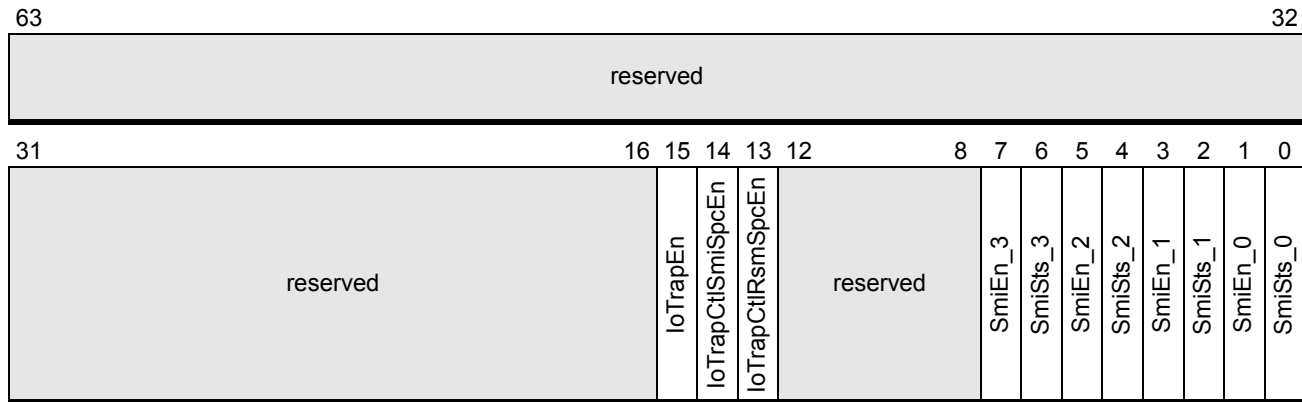 63 32
reserved
31 16 15 14 13 12 8 7 6 5 4 3 2 1 0
reserved
IoTrapEn
IoTrapCtlSmiSpcEn
IoTrapCtlRsmSpcEn
reserved
SmiEn_3
SmiSts_3
SmiEn_2
SmiSts_2
SmiEn_1
SmiSts_1
SmiEn_0
SmiSts_0